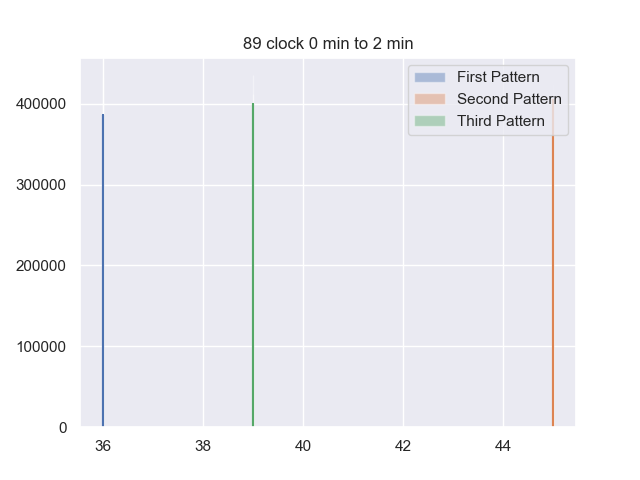 89 clock 0 min to 2 min
First Pattern
Second Pattern
Third Pattern
400000
300000
200000
100000
0
36 38 40 42 44